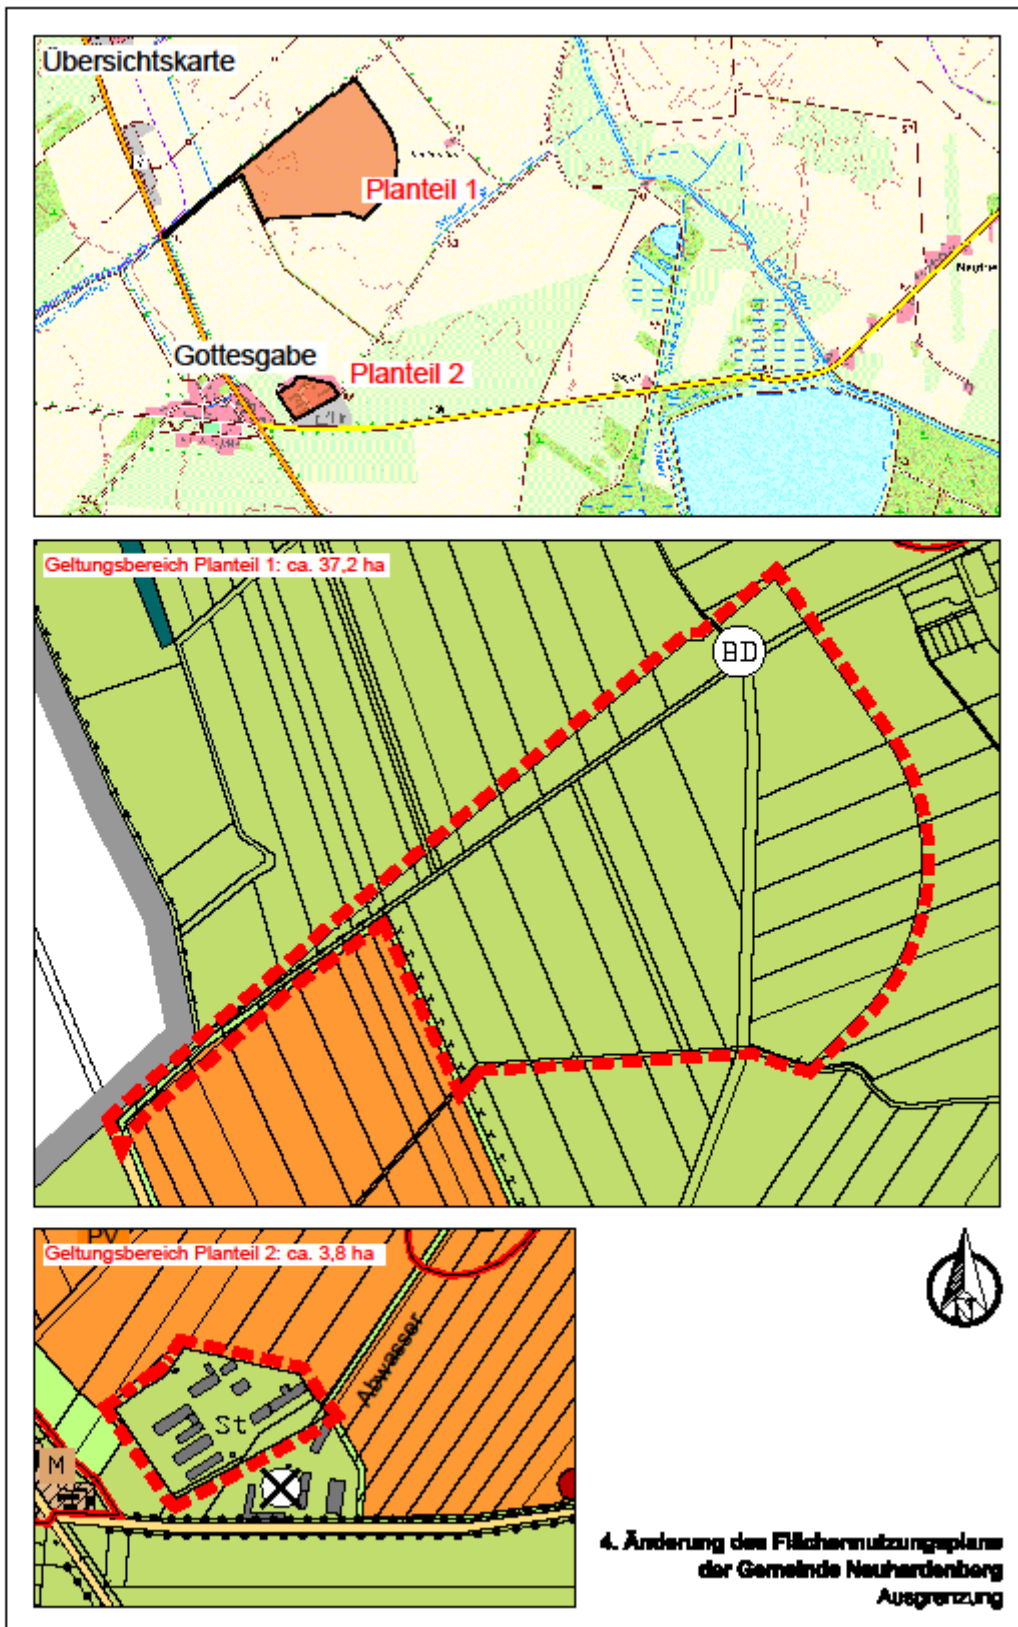 Übersichtskarte
Planteil 1
Gottesgabe
Planteil 2
Geltungsbereich Planteil 1: ca. 37,2 ha
BD
PV
Geltungsbereich Planteil 2: ca. 3,8 ha
Abwasser
St
M
N
4. Änderung des Flächennutzungsplans
der Gemeinde Neuhardenberg
Ausgrenzung